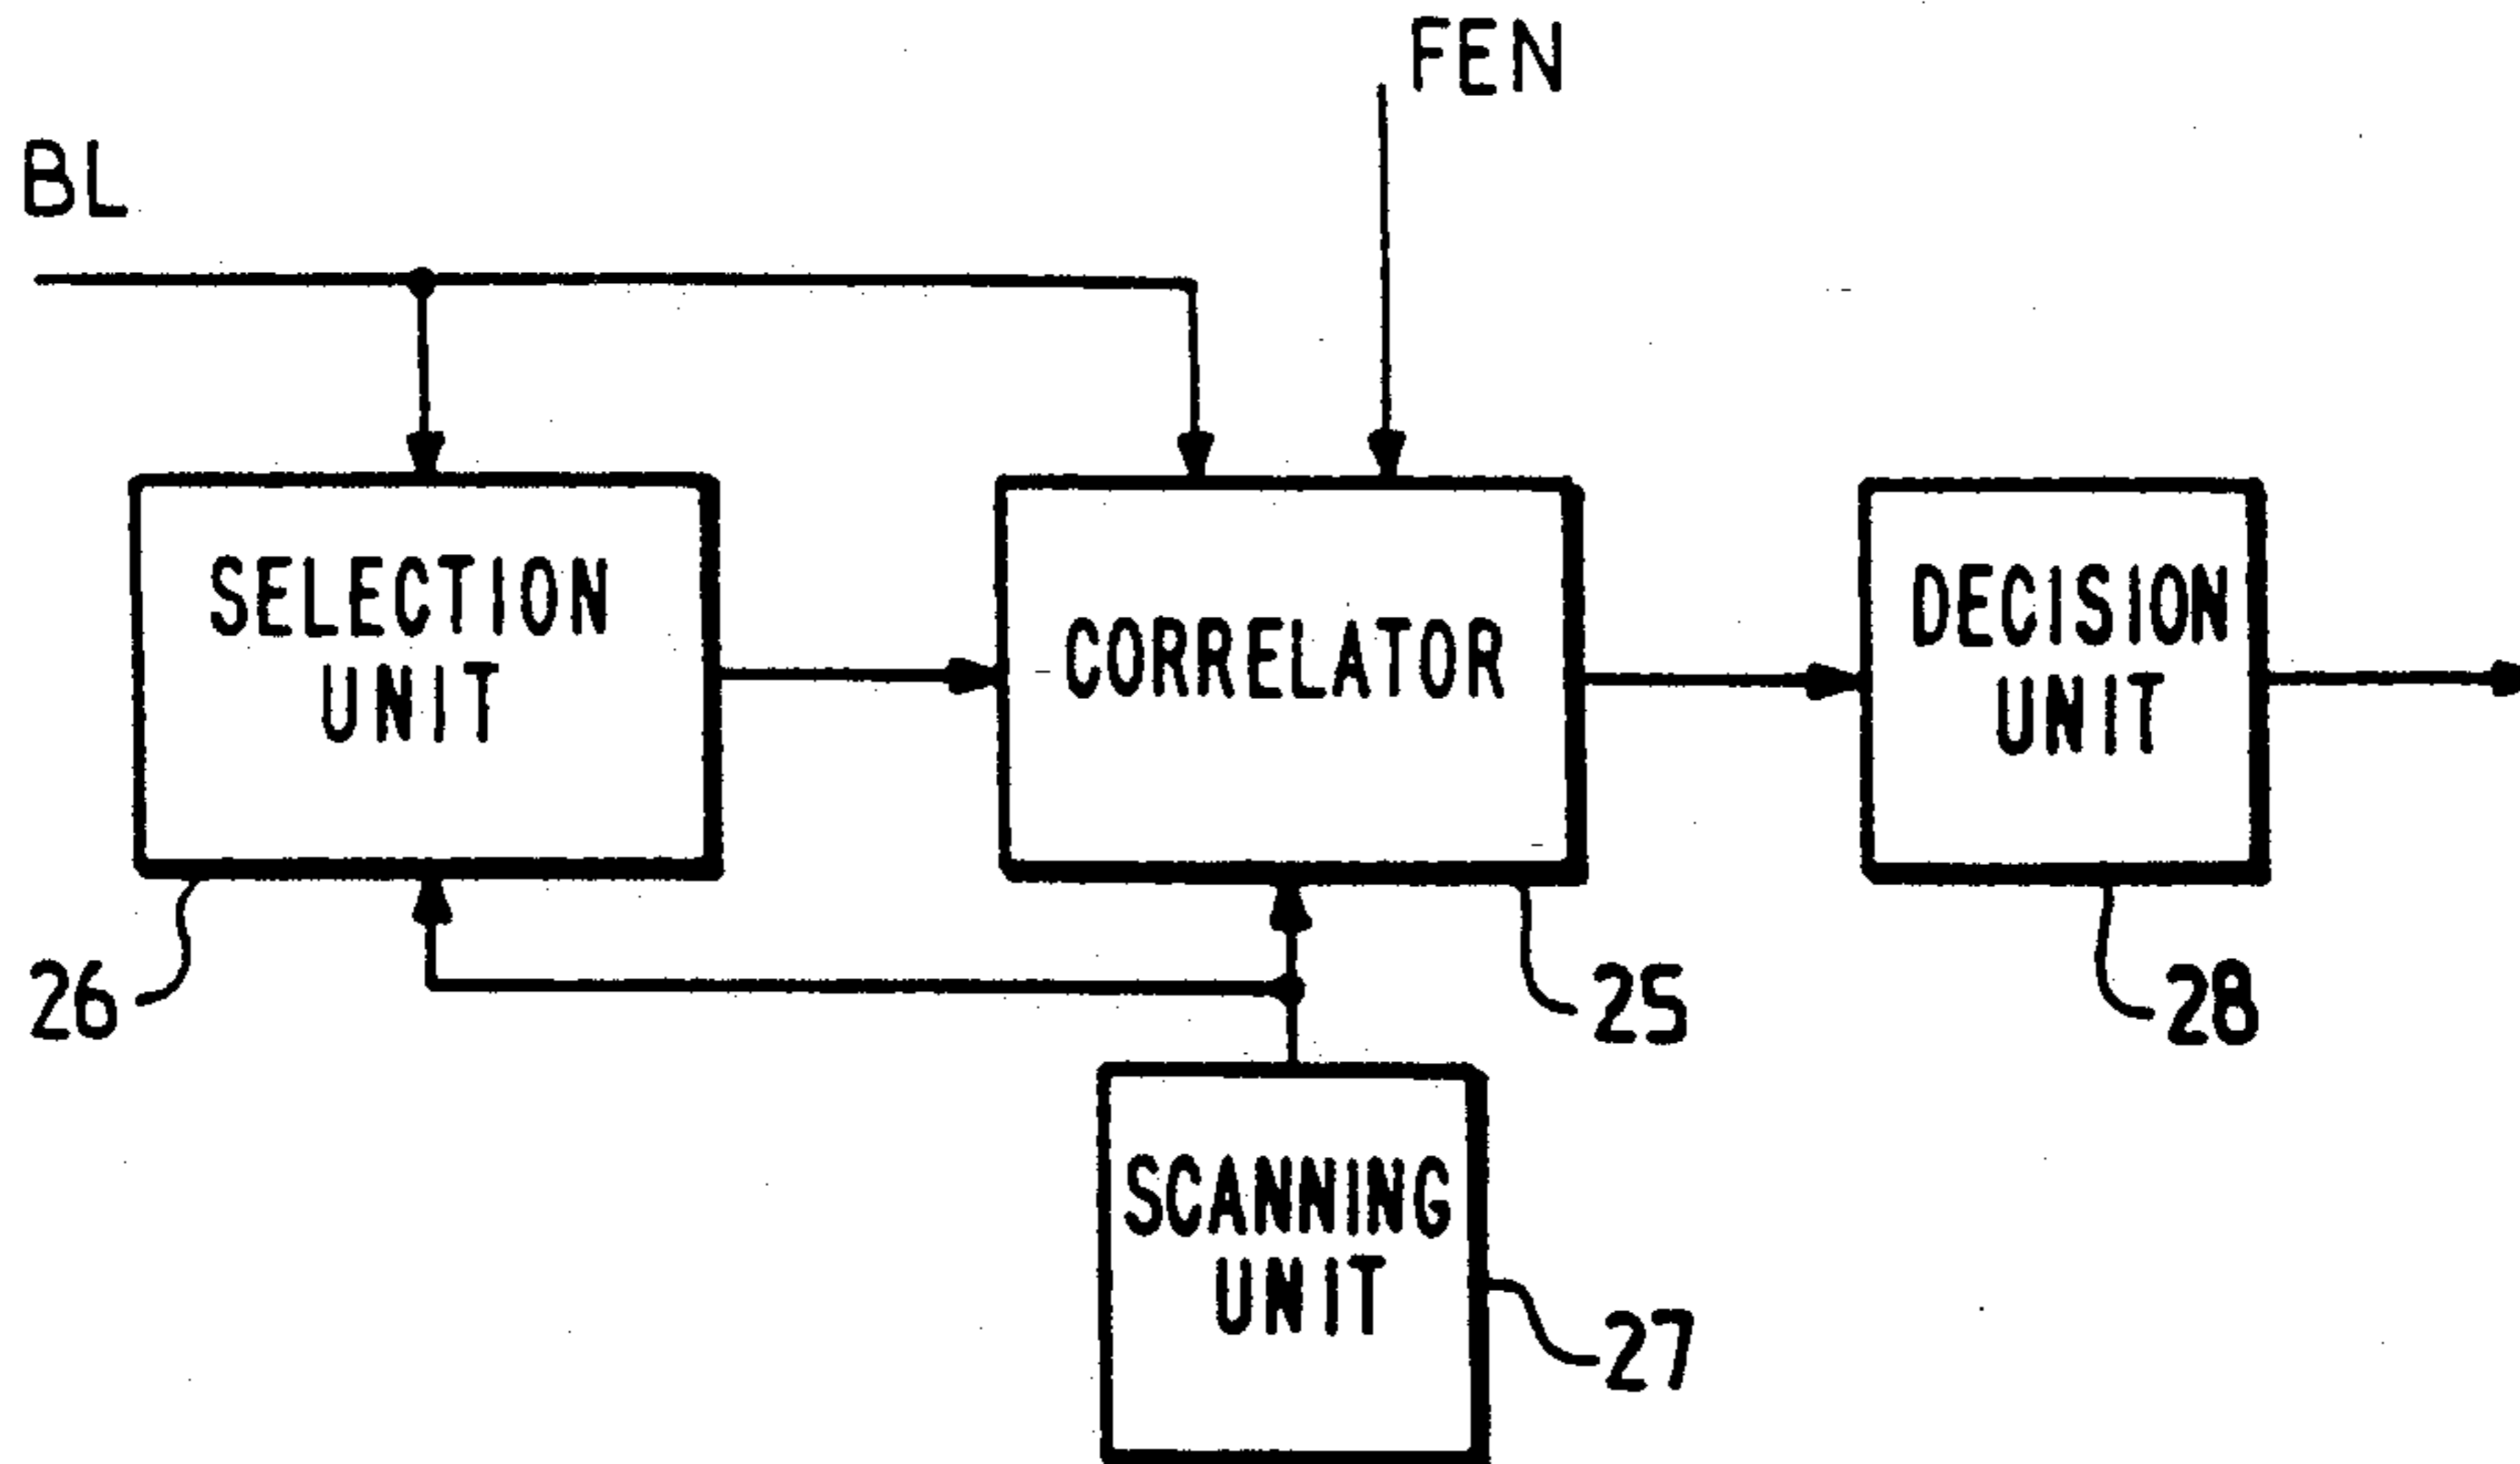 FEN
BL
SELECTION
UNIT
CORRELATOR
DECISION
UNIT
26
25
28
SCANNING
UNIT
27